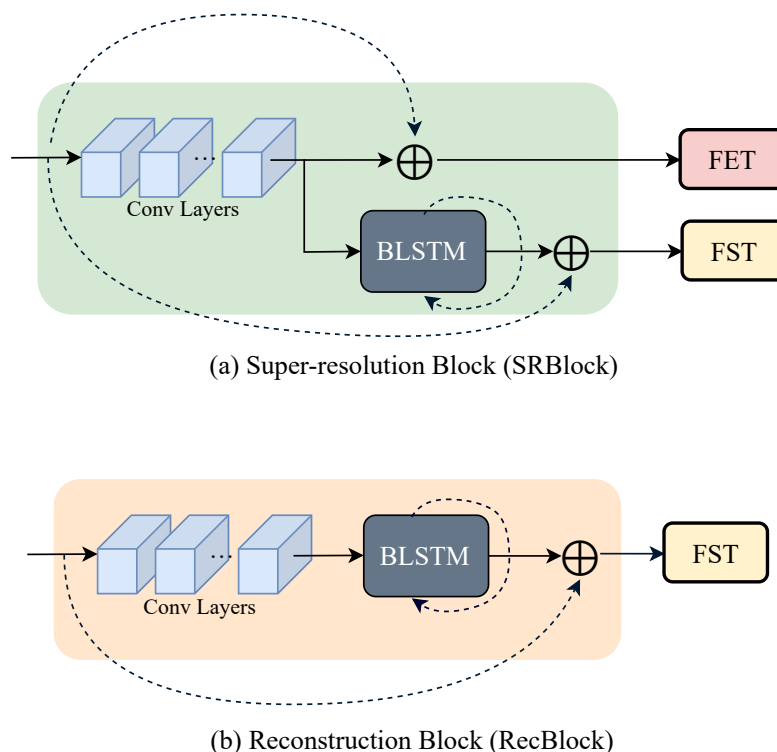 ...
FET
Conv Layers
BLSTM
FST
(a) Super-resolution Block (SRBlock)
...
BLSTM
FST
Conv Layers
(b) Reconstruction Block (RecBlock)